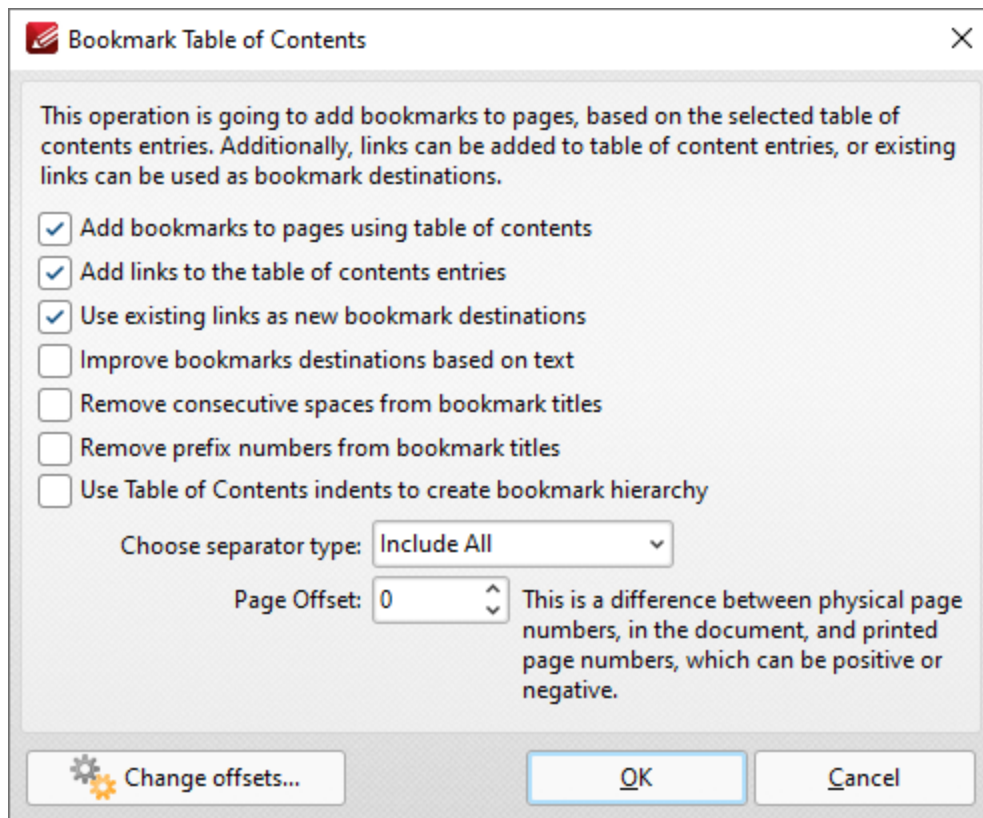 Bookmark Table of Contents
This operation is going to add bookmarks to pages, based on the selected table of
contents entries. Additionally, links can be added to table of content entries, or existing
links can be used as bookmark destinations.
Add bookmarks to pages using table of contents
Add links to the table of contents entries
Use existing links as new bookmark destinations
Improve bookmarks destinations based on text
Remove consecutive spaces from bookmark titles
Remove prefix numbers from bookmark titles
Use Table of Contents indents to create bookmark hierarchy
Choose separator type: Include All
Page Offset: 0 This is a difference between physical page
numbers, in the document, and printed
page numbers, which can be positive or
negative.
Change offsets... OK Cancel